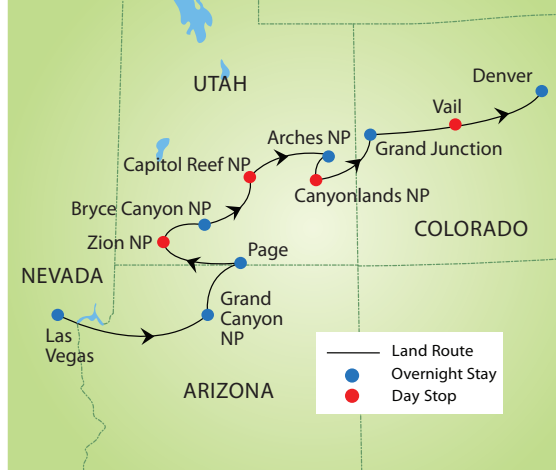 Denver
UTAH
Vail
Arches NP
Grand Junction
Capitol Reef NP
Canyonlands NP
Bryce Canyon NP
COLORADO
Zion NP
Page
NEVADA
Grand
Canyon
NP
Las
Vegas
Land Route
Overnight Stay
Day Stop
ARIZONA